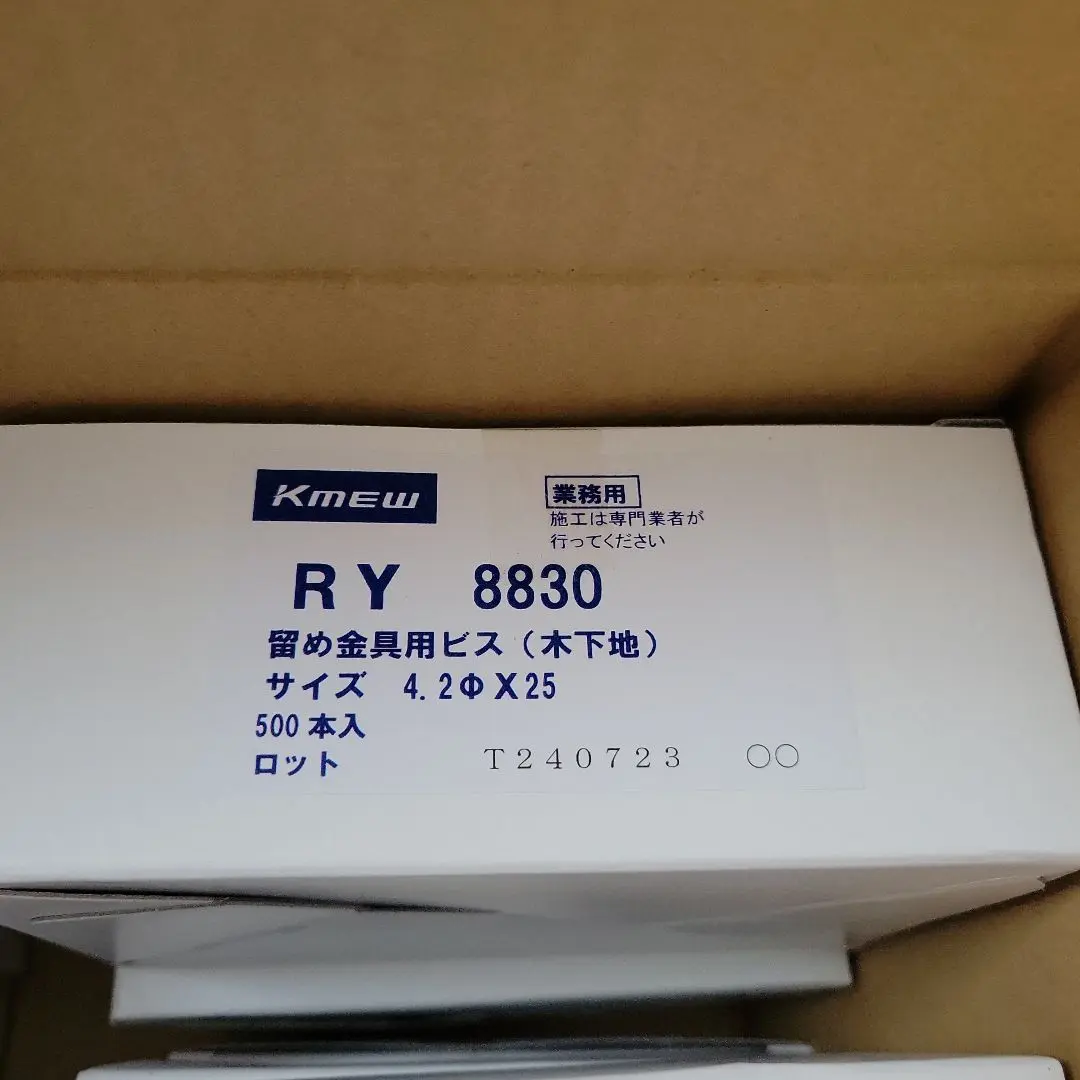 KMEW
業務用
施工は専門業者が
行ってください
RY 8830
留め金具用ビス(木下地)
サイズ 4.2ΦX25
500本入
ロット T240723 ○○